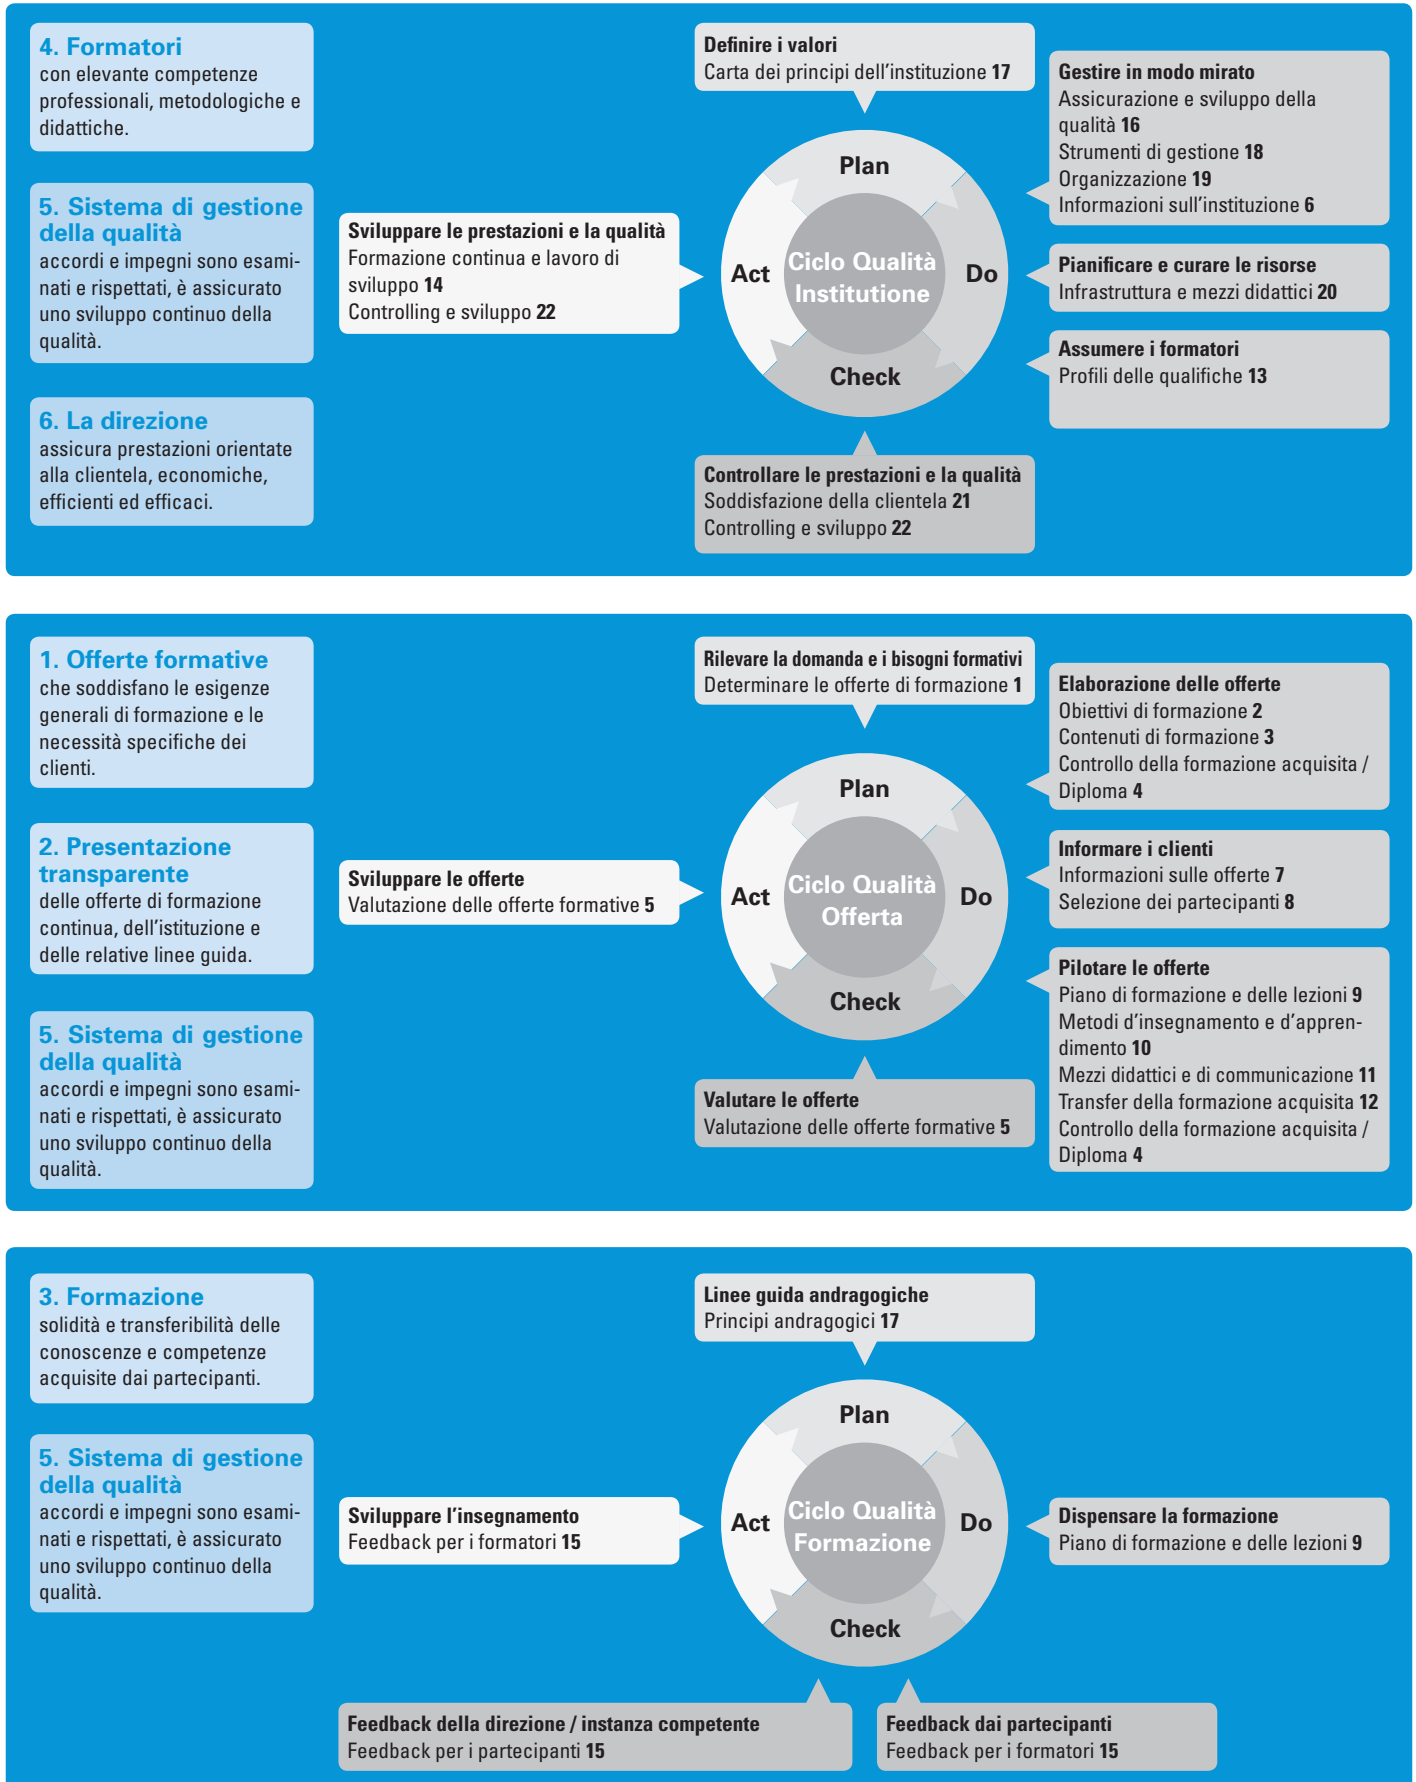 4. Formatori
con elevante competenze
professionali, metodologiche e
didattiche.
5. Sistema di gestione
della qualità
accordi e impegni sono esami-
nati e rispettati, è assicurato
uno sviluppo continuo della
qualità.
6. La direzione
assicura prestazioni orientate
alla clientela, economiche,
efficienti ed efficaci.
Sviluppare le prestazioni e la qualità
Formazione continua e lavoro di
sviluppo 14
Controlling e sviluppo 22
Definire i valori
Carta dei principi dell'instituzione 17
Plan
Act
Ciclo Qualità
Institutione
Do
Check
Gestire in modo mirato
Assicurazione e sviluppo della
qualità 16
Strumenti di gestione 18
Organizzazione 19
Informazioni sull'instituzione 6
Pianificare e curare le risorse
Infrastruttura e mezzi didattici 20
Assumere i formatori
Profili delle qualifiche 13
Controllare le prestazioni e la qualità
Soddisfazione della clientela 21
Controlling e sviluppo 22
1. Offerte formative
che soddisfano le esigenze
generali di formazione e le
necessità specifiche dei
clienti.
2. Presentazione
transparente
delle offerte di formazione
continua, dell'istituzione e
delle relative linee guida.
5. Sistema di gestione
della qualità
accordi e impegni sono esami-
nati e rispettati, è assicurato
uno sviluppo continuo della
qualità.
Sviluppare le offerte
Valutazione delle offerte formative 5
Rilevare la domanda e i bisogni formativi
Determinare le offerte di formazione 1
Plan
Act
Ciclo Qualità
Offerta
Do
Check
Elaborazione delle offerte
Obiettivi di formazione 2
Contenuti di formazione 3
Controllo della formazione acquisita /
Diploma 4
Informare i clienti
Informazioni sulle offerte 7
Selezione dei partecipanti 8
Pilotare le offerte
Piano di formazione e delle lezioni 9
Metodi d'insegnamento e d'appren-
dimento 10
Mezzi didattici e di communicazione 11
Transfer della formazione acquisita 12
Controllo della formazione acquisita /
Diploma 4
Valutare le offerte
Valutazione delle offerte formative 5
3. Formazione
solidità e transferibilità delle
conoscenze e competenze
acquisite dai partecipanti.
5. Sistema di gestione
della qualità
accordi e impegni sono esami-
nati e rispettati, è assicurato
uno sviluppo continuo della
qualità.
Sviluppare l'insegnamento
Feedback per i formatori 15
Linee guida andragogiche
Principi andragogici 17
Plan
Act
Ciclo Qualità
Formazione
Do
Check
Dispensare la formazione
Piano di formazione e delle lezioni 9
Feedback della direzione / instanza competente
Feedback per i partecipanti 15
Feedback dai partecipanti
Feedback per i formatori 15